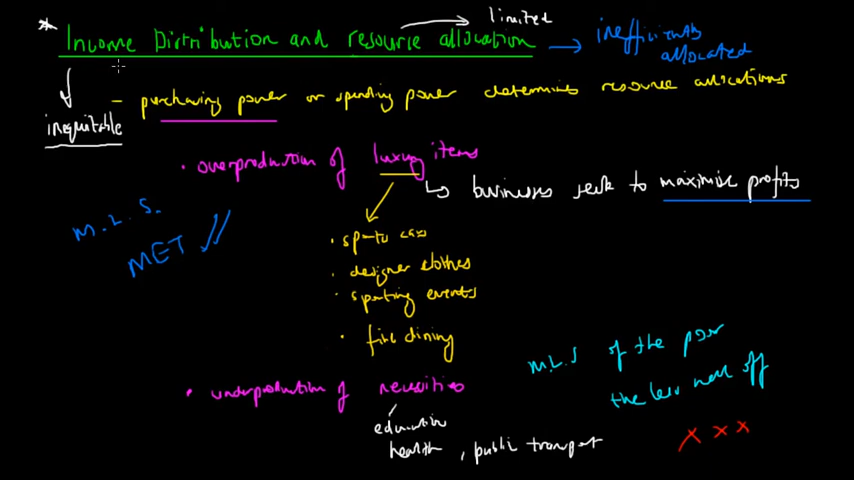 limited
* Income Distribution and resource allocation → inefficiently allocated
inequitable
- purchasing power or spending power determines resource allocations
• overproduction of luxury items
businesses seek to maximise profits
M.L.S.
MET //
• sports cars
• designer clothes
• sporting events
• fine dining
M.L.S of the poor
the less well off
• underproduction of necessities
education
health, public transport
x x x